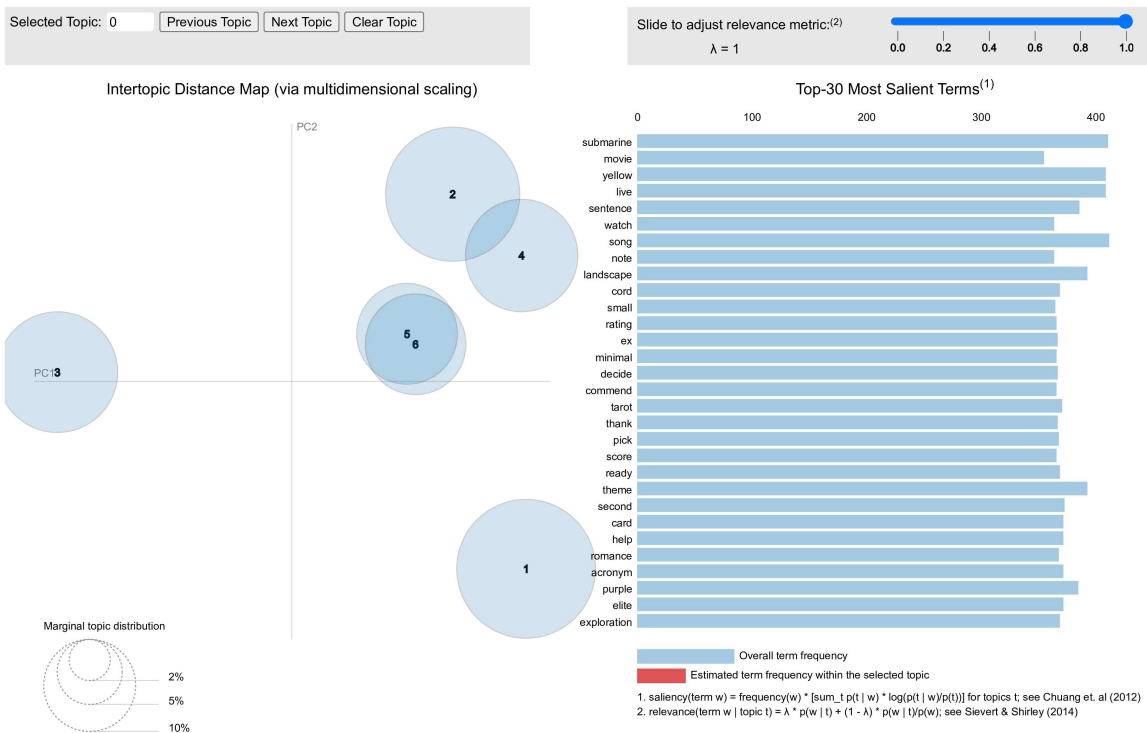 Selected Topic: 0 Previous Topic Next Topic Clear Topic
Slide to adjust relevance metric:(2)
λ = 1
0.0 0.2 0.4 0.6 0.8 1.0
Intertopic Distance Map (via multidimensional scaling)
PC2
2
4
5
6
PC1
3
1
Marginal topic distribution
2%
5%
10%
Top-30 Most Salient Terms(1)
0 100 200 300 400
submarine
movie
yellow
live
sentence
watch
song
note
landscape
cord
small
rating
ex
minimal
decide
commend
tarot
thank
pick
score
ready
theme
second
card
help
romance
acronym
purple
elite
exploration
Overall term frequency
Estimated term frequency within the selected topic
1. saliency(term w) = frequency(w) * [sum_t p(t | w) * log(p(t | w)/p(t))] for topics t; see Chuang et. al (2012)
2. relevance(term w | topic t) = λ * p(w | t) + (1 - λ) * p(w | t)/p(w); see Sievert & Shirley (2014)